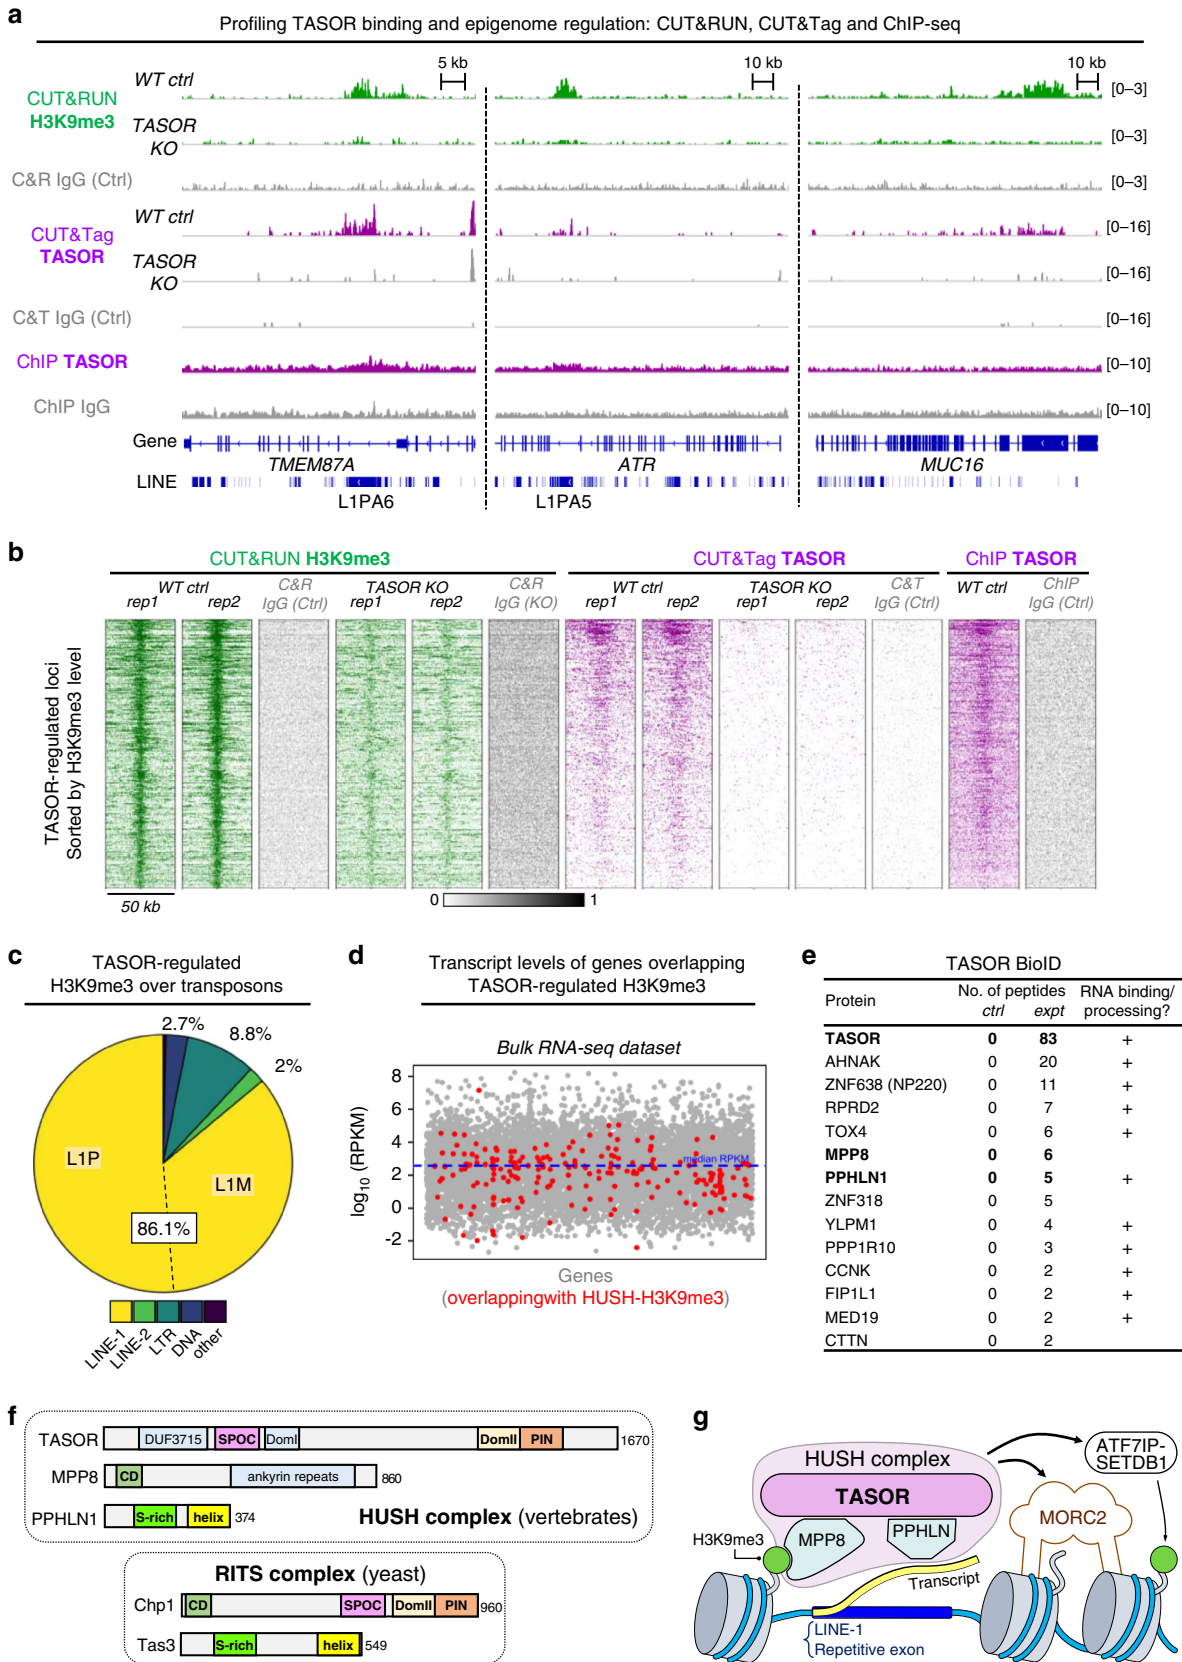 a
Profiling TASOR binding and epigenome regulation: CUT&RUN, CUT&Tag and ChIP-seq
5 kb
10 kb
10 kb
CUT&RUN
H3K9me3
WT ctrl
[0–3]
TASOR
KO
[0–3]
C&R IgG (Ctrl)
[0–3]
CUT&Tag
TASOR
WT ctrl
[0–16]
TASOR
KO
[0–16]
C&T IgG (Ctrl)
[0–16]
ChIP TASOR
[0–10]
ChIP IgG
[0–10]
Gene
TMEM87A
ATR
MUC16
LINE
L1PA6
L1PA5
b
CUT&RUN H3K9me3
CUT&Tag TASOR
ChIP TASOR
WT ctrl
rep1
rep2
C&R
IgG (Ctrl)
TASOR KO
rep1
rep2
C&R
IgG (KO)
WT ctrl
rep1
rep2
TASOR KO
rep1
rep2
C&T
IgG (Ctrl)
WT ctrl
ChIP
IgG (Ctrl)
TASOR-regulated loci
Sorted by H3K9me3 level
50 kb
0
1
c
TASOR-regulated
H3K9me3 over transposons
2.7%
8.8%
2%
L1P
L1M
86.1%
LINE-1
LINE-2
LTR
DNA
other
d
Transcript levels of genes overlapping
TASOR-regulated H3K9me3
Bulk RNA-seq dataset
log10 (RPKM)
8
6
4
2
0
-2
median RPKM
Genes
(overlappingwith HUSH-H3K9me3)
e
TASOR BioID
Protein
No. of peptides
ctrl
expt
RNA binding/
processing?
TASOR 0 83 +
AHNAK 0 20 +
ZNF638 (NP220) 0 11 +
RPRD2 0 7 +
TOX4 0 6 +
MPP8 0 6
PPHLN1 0 5 +
ZNF318 0 5
YLPM1 0 4 +
PPP1R10 0 3 +
CCNK 0 2 +
FIP1L1 0 2 +
MED19 0 2 +
CTTN 0 2
f
TASOR
DUF3715
SPOC
DomI
DomII
PIN
1670
MPP8
CD
ankyrin repeats
860
PPHLN1
S-rich
helix
374
HUSH complex (vertebrates)
RITS complex (yeast)
Chp1
CD
SPOC
DomII
PIN
960
Tas3
S-rich
helix
549
g
HUSH complex
TASOR
MPP8
PPHLN
H3K9me3
ATF7IP-
SETDB1
MORC2
Transcript
LINE-1
Repetitive exon